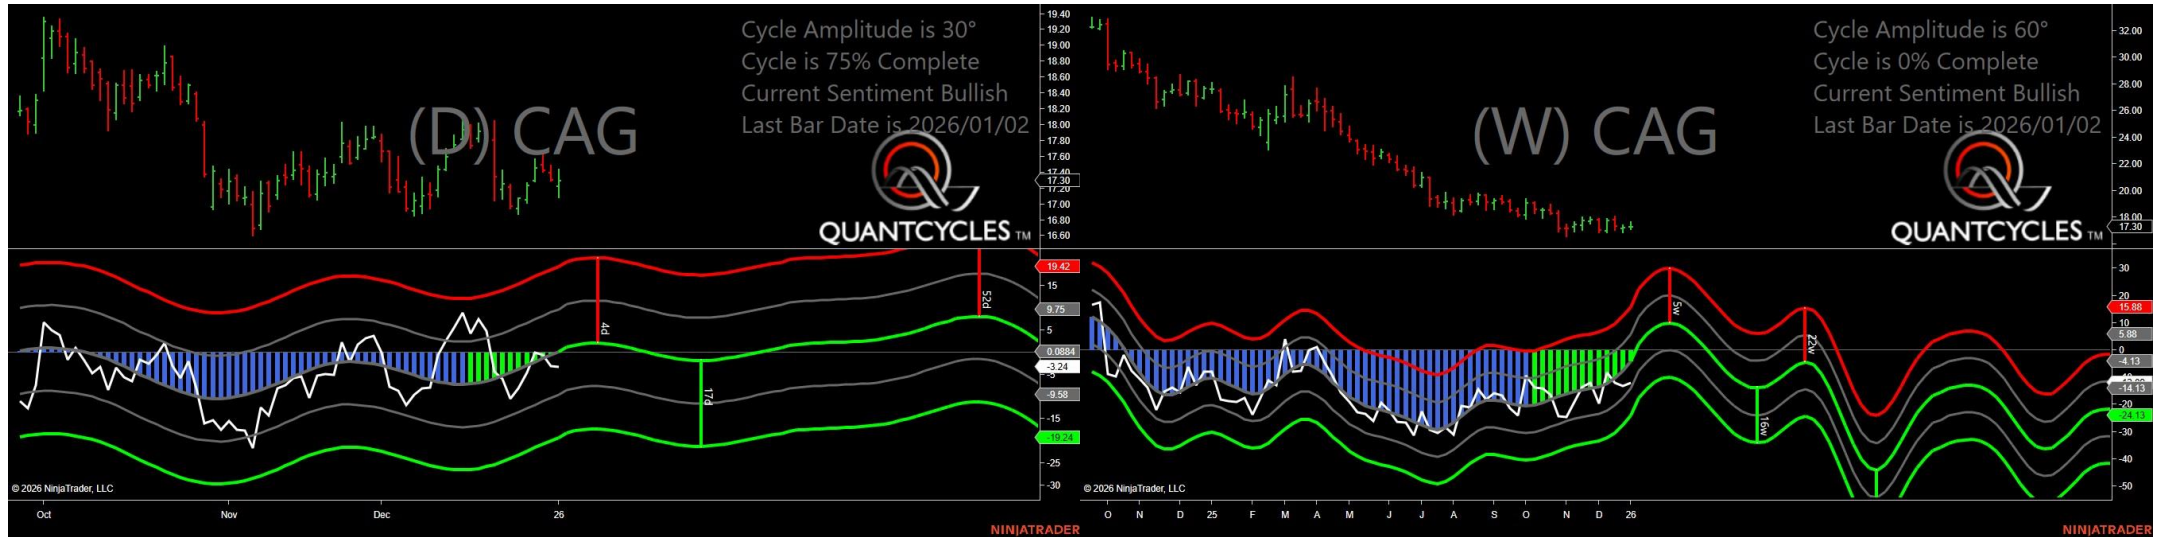 Cycle Amplitude is 30°
Cycle is 75% Complete
Current Sentiment Bullish
Last Bar Date is 2026/01/02
(D) CAG
QUANTCYCLES TM
19.40
19.20
19.00
18.80
18.60
18.40
18.20
18.00
17.80
17.60
17.40
17.30
17.20
17.00
16.80
16.60
19.42
15
9.75
5
0.0884
-3.24
-5
-9.58
-15
-19.24
-25
-30
4d
17d
52d
© 2026 NinjaTrader, LLC
Oct Nov Dec 26
NINJATRADER
Cycle Amplitude is 60°
Cycle is 0% Complete
Current Sentiment Bullish
Last Bar Date is 2026/01/02
(W) CAG
QUANTCYCLES TM
32.00
30.00
28.00
26.00
24.00
22.00
20.00
18.00
17.30
30
15.88
10
5.88
0
-4.13
-14.13
-20
-24.13
-30
-40
-50
5w
16w
22w
© 2026 NinjaTrader, LLC
O N D 25 F M A M J J A S O N D 26
NINJATRADER